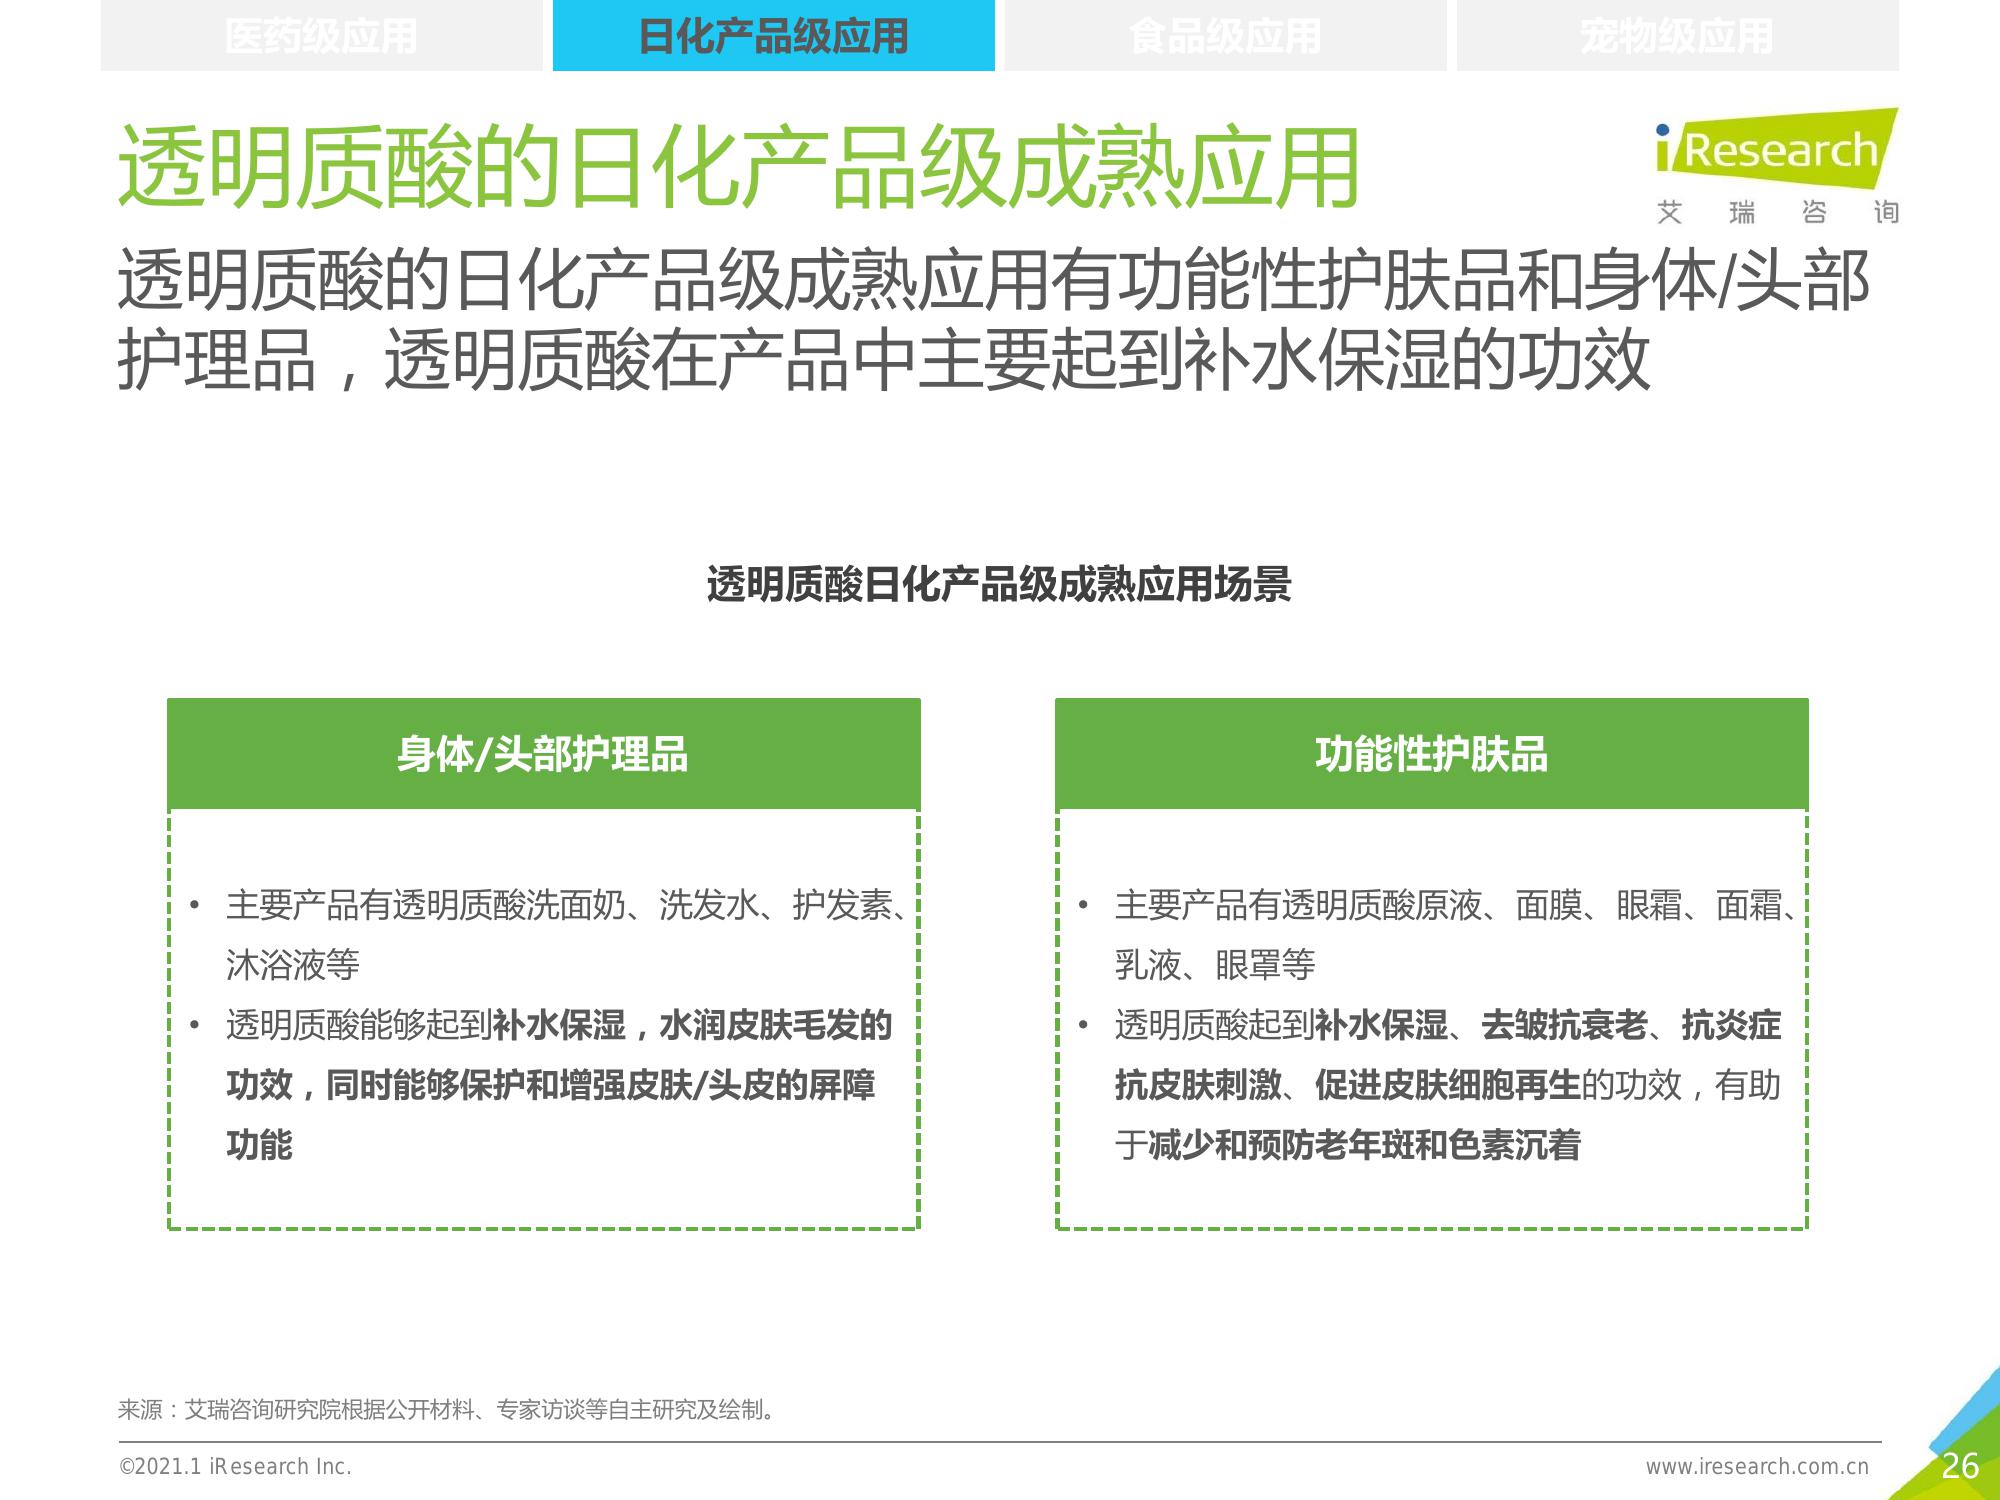 医药级应用
日化产品级应用
食品级应用
宠物级应用
透明质酸的日化产品级成熟应用
iResearch
艾瑞咨询
透明质酸的日化产品级成熟应用有功能性护肤品和身体/头部
护理品，透明质酸在产品中主要起到补水保湿的功效
透明质酸日化产品级成熟应用场景
身体/头部护理品
• 主要产品有透明质酸洗面奶、洗发水、护发素、
沐浴液等
• 透明质酸能够起到补水保湿，水润皮肤毛发的
功效，同时能够保护和增强皮肤/头皮的屏障
功能
功能性护肤品
• 主要产品有透明质酸原液、面膜、眼霜、面霜、
乳液、眼罩等
• 透明质酸起到补水保湿、去皱抗衰老、抗炎症
抗皮肤刺激、促进皮肤细胞再生的功效，有助
于减少和预防老年斑和色素沉着
来源：艾瑞咨询研究院根据公开材料、专家访谈等自主研究及绘制。
©2021.1 iResearch Inc.
www.iresearch.com.cn
26